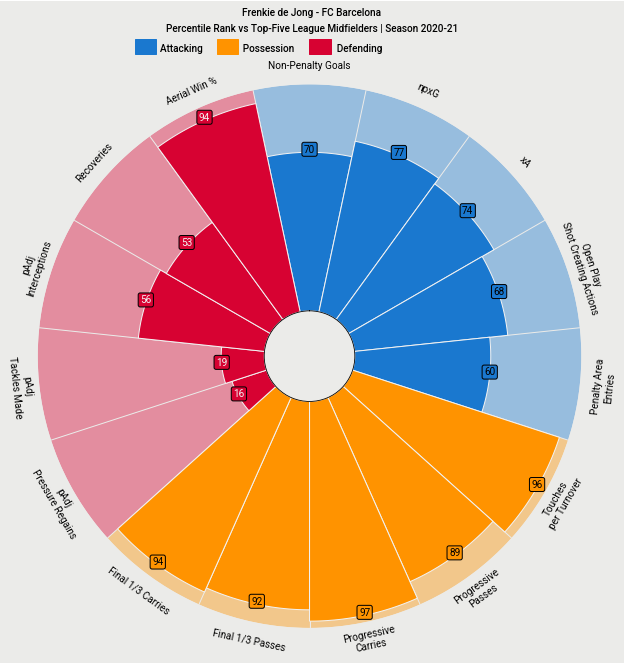 Frenkie de Jong - FC Barcelona
Percentile Rank vs Top-Five League Midfielders | Season 2020-21
Attacking Possession Defending
Non-Penalty Goals
70
npxG
77
xA
74
Open Play
Shot Creating Actions
68
Penalty Area
Entries
60
Touches
per Turnover
96
Progressive
Passes
89
Progressive
Carries
97
Final 1/3 Passes
92
Final 1/3 Carries
94
pAdj
Pressure Regains
16
pAdj
Tackles Made
19
pAdj
Interceptions
56
Recoveries
53
Aerial Win %
94